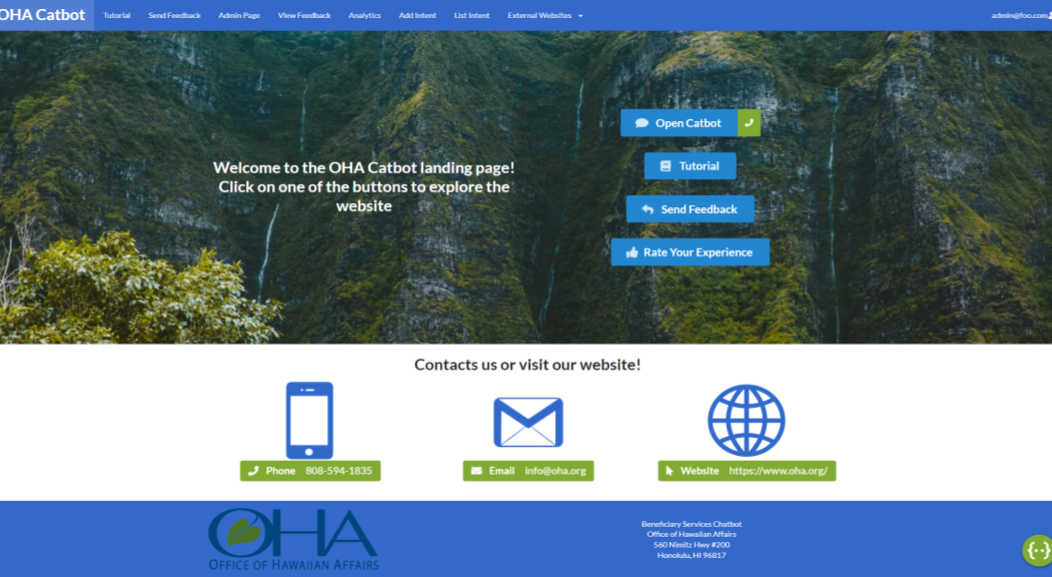 OHA Catbot
Tutorial
Send Feedback
Admin Page
View Feedback
Analytics
Add Intent
List Intent
External Websites
admin@foo.com
Welcome to the OHA Catbot landing page!
Click on one of the buttons to explore the
website
Open Catbot
Tutorial
Send Feedback
Rate Your Experience
Contacts us or visit our website!
Phone 808-594-1835
Email info@oha.org
Website https://www.oha.org/
OHA
OFFICE OF HAWAIIAN AFFAIRS
Beneficiary Services Chatbot
Office of Hawaiian Affairs
560 Nimitz Hwy #200
Honolulu, HI 96817
{··}